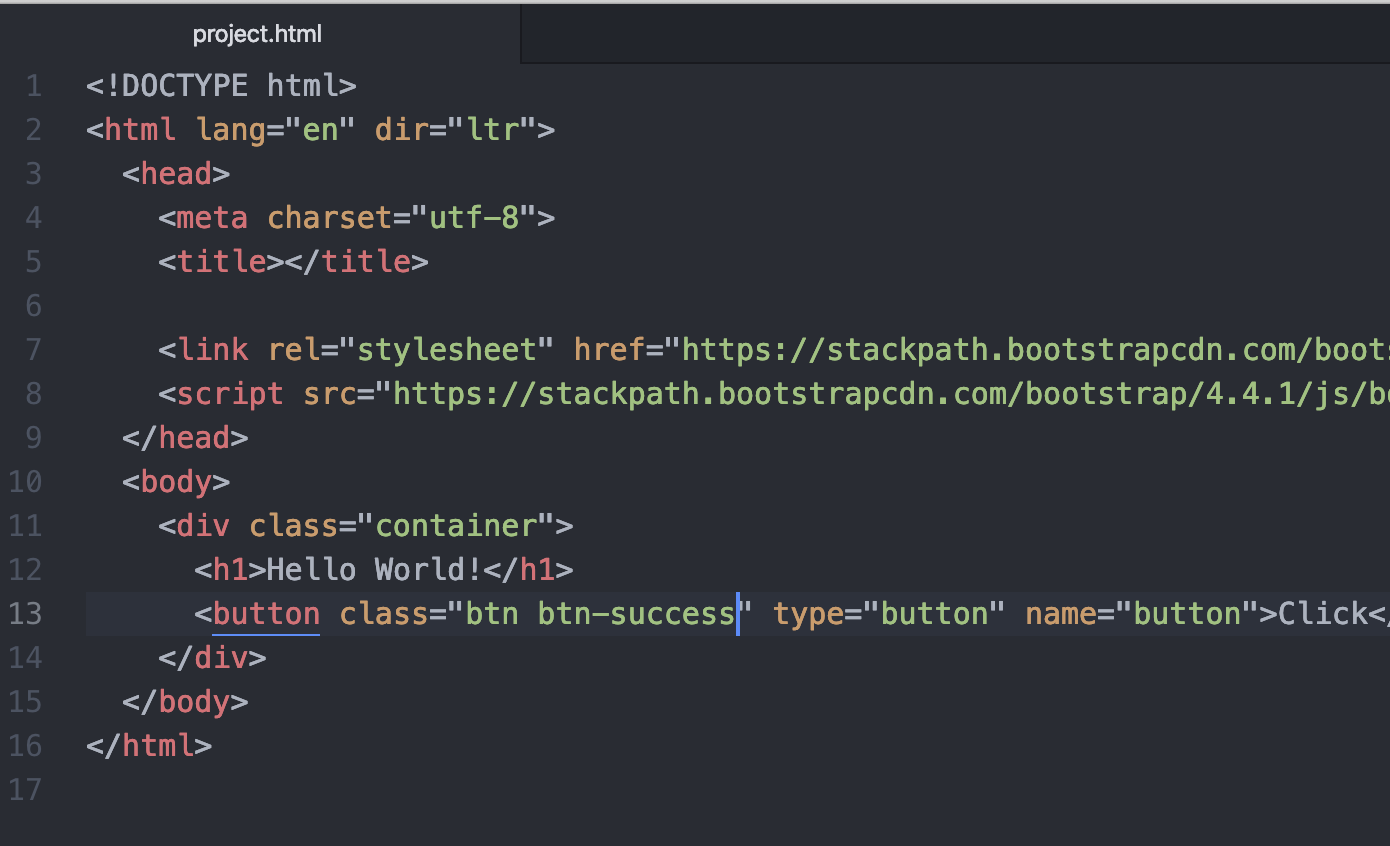 project.html
1 <!DOCTYPE html>
2 <html lang="en" dir="ltr">
3   <head>
4     <meta charset="utf-8">
5     <title></title>
6
7     <link rel="stylesheet" href="https://stackpath.bootstrapcdn.com/boots
8     <script src="https://stackpath.bootstrapcdn.com/bootstrap/4.4.1/js/bo
9   </head>
10   <body>
11     <div class="container">
12       <h1>Hello World!</h1>
13       <button class="btn btn-success" type="button" name="button">Click</
14     </div>
15   </body>
16 </html>
17